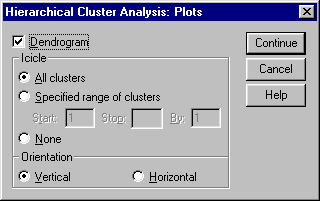 Hierarchical Cluster Analysis: Plots
Dendrogram
Continue
Icicle
All clusters
Cancel
Specified range of clusters
Help
Start: 1 Stop: By: 1
None
Orientation
Vertical Horizontal